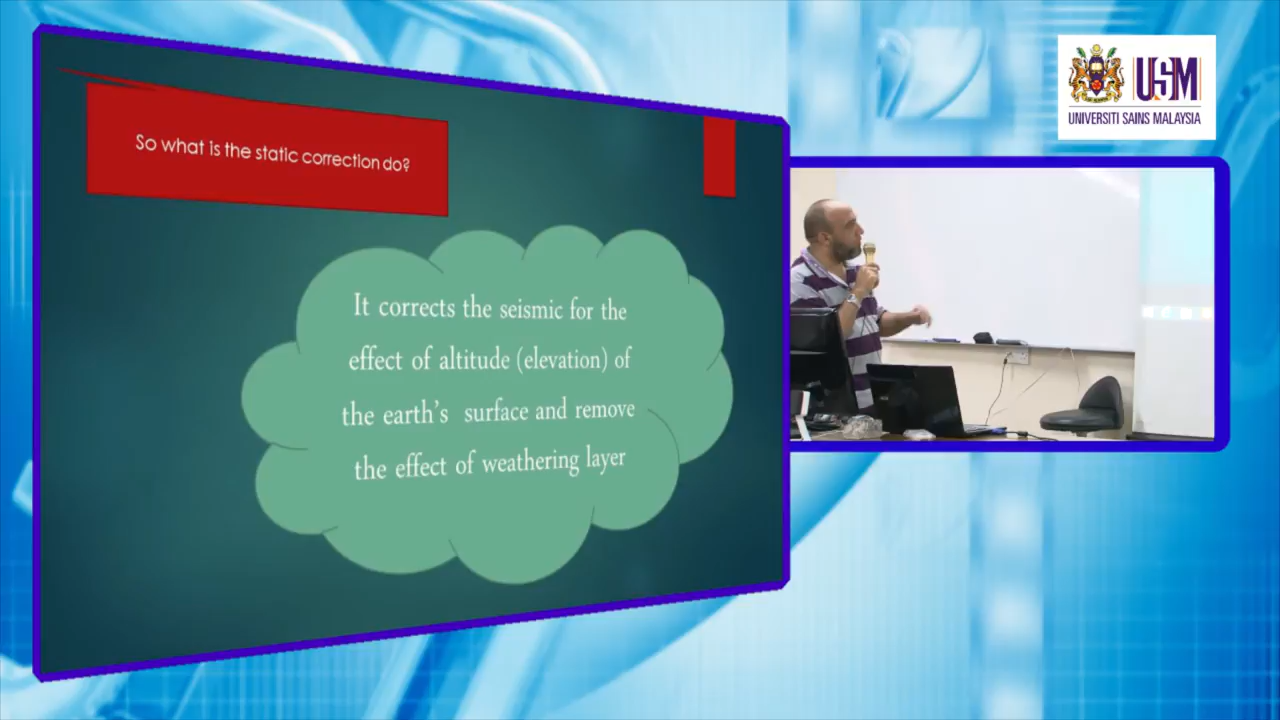 So what is the static correction do?
It corrects the seismic for the
effect of altitude (elevation) of
the earth's surface and remove
the effect of weathering layer
USM
UNIVERSITI SAINS MALAYSIA